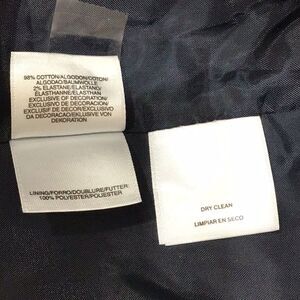 98% COTTON/ALGODON/COTON/
ALGODAO/BAUMWOLLE
2% ELASTANE/ELASTANO/
ELASTHANNE/ELASTHAN
EXCLUSIVE OF DECORATION/
EXCLUSIVO DE DECORACION/
EXCLUSIF DE DECOR/EXCLUSIVO
DA DECORACAO/EKLUSIVE VON
DEKORATION
LINING/FORRO/DOUBLURE/FUTTER:
100% POLYESTER/POLIESTER
DRY CLEAN
LIMPIAR EN SECO